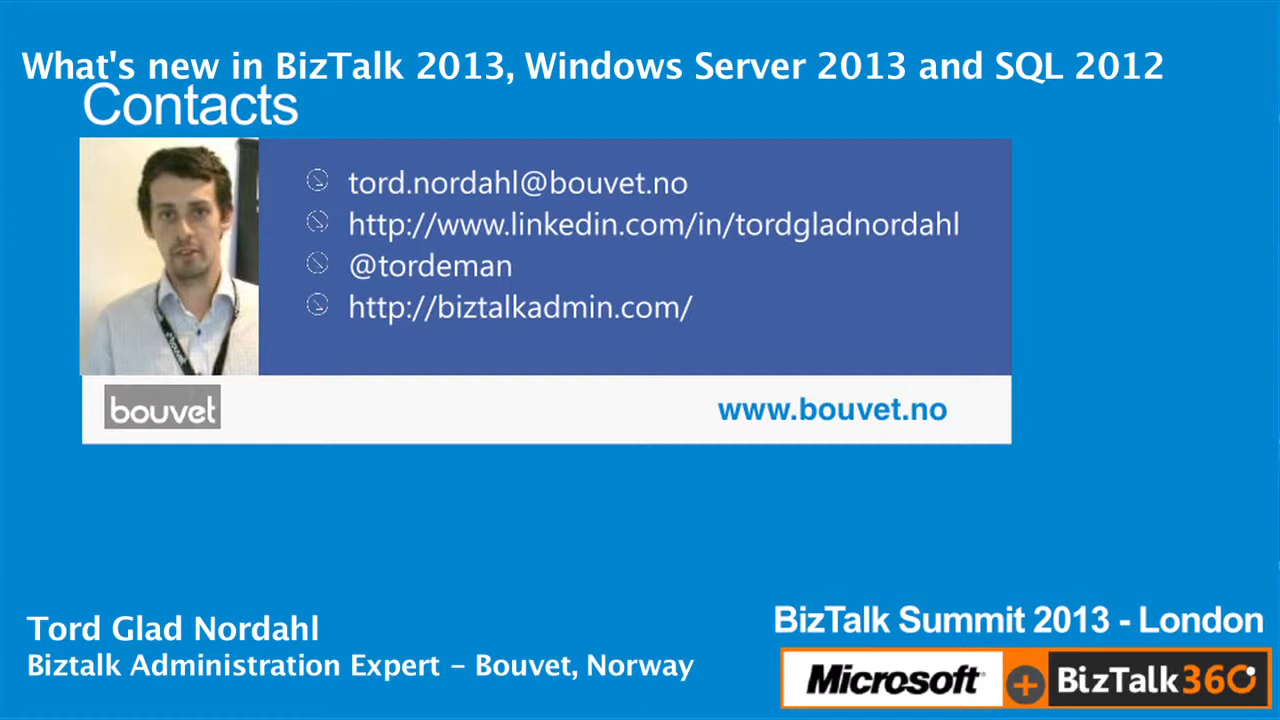 What's new in BizTalk 2013, Windows Server 2013 and SQL 2012
Contacts
tord.nordahl@bouvet.no
http://www.linkedin.com/in/tordgladnordahl
@tordeman
http://biztalkadmin.com/
bouvet
bouvet
www.bouvet.no
Tord Glad Nordahl
Biztalk Administration Expert – Bouvet, Norway
BizTalk Summit 2013 - London
Microsoft + BizTalk360